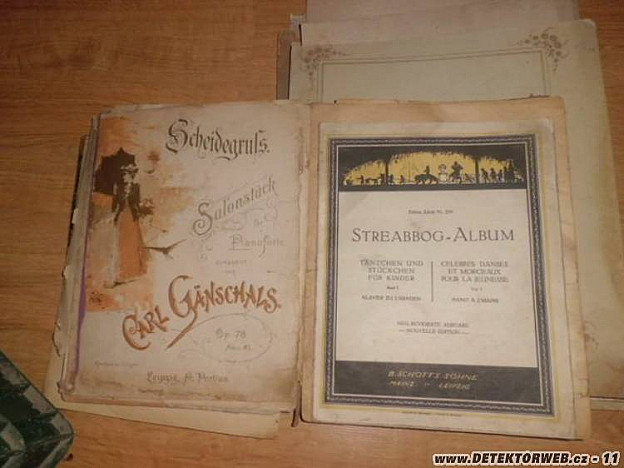 Scheidegruss.
Salonstück
für
Pianoforte
CARL GÄNSCHALS.
Op. 78
Leipzig,
STREABBOG-ALBUM
TÄNZCHEN UND
STÜCKCHEN
FÜR KINDER
KLAVIER ZU 2 HÄNDEN
CÉLÈBRES DANSES
ET MORCEAUX
POUR LA JEUNESSE
PIANO À 2 MAINS
NEU REVIDIERTE AUSGABE
NOUVELLE EDITION
B. SCHOTT'S SÖHNE
MAINZ – LEIPZIG
www.DETEKTORWEB.cz - 11